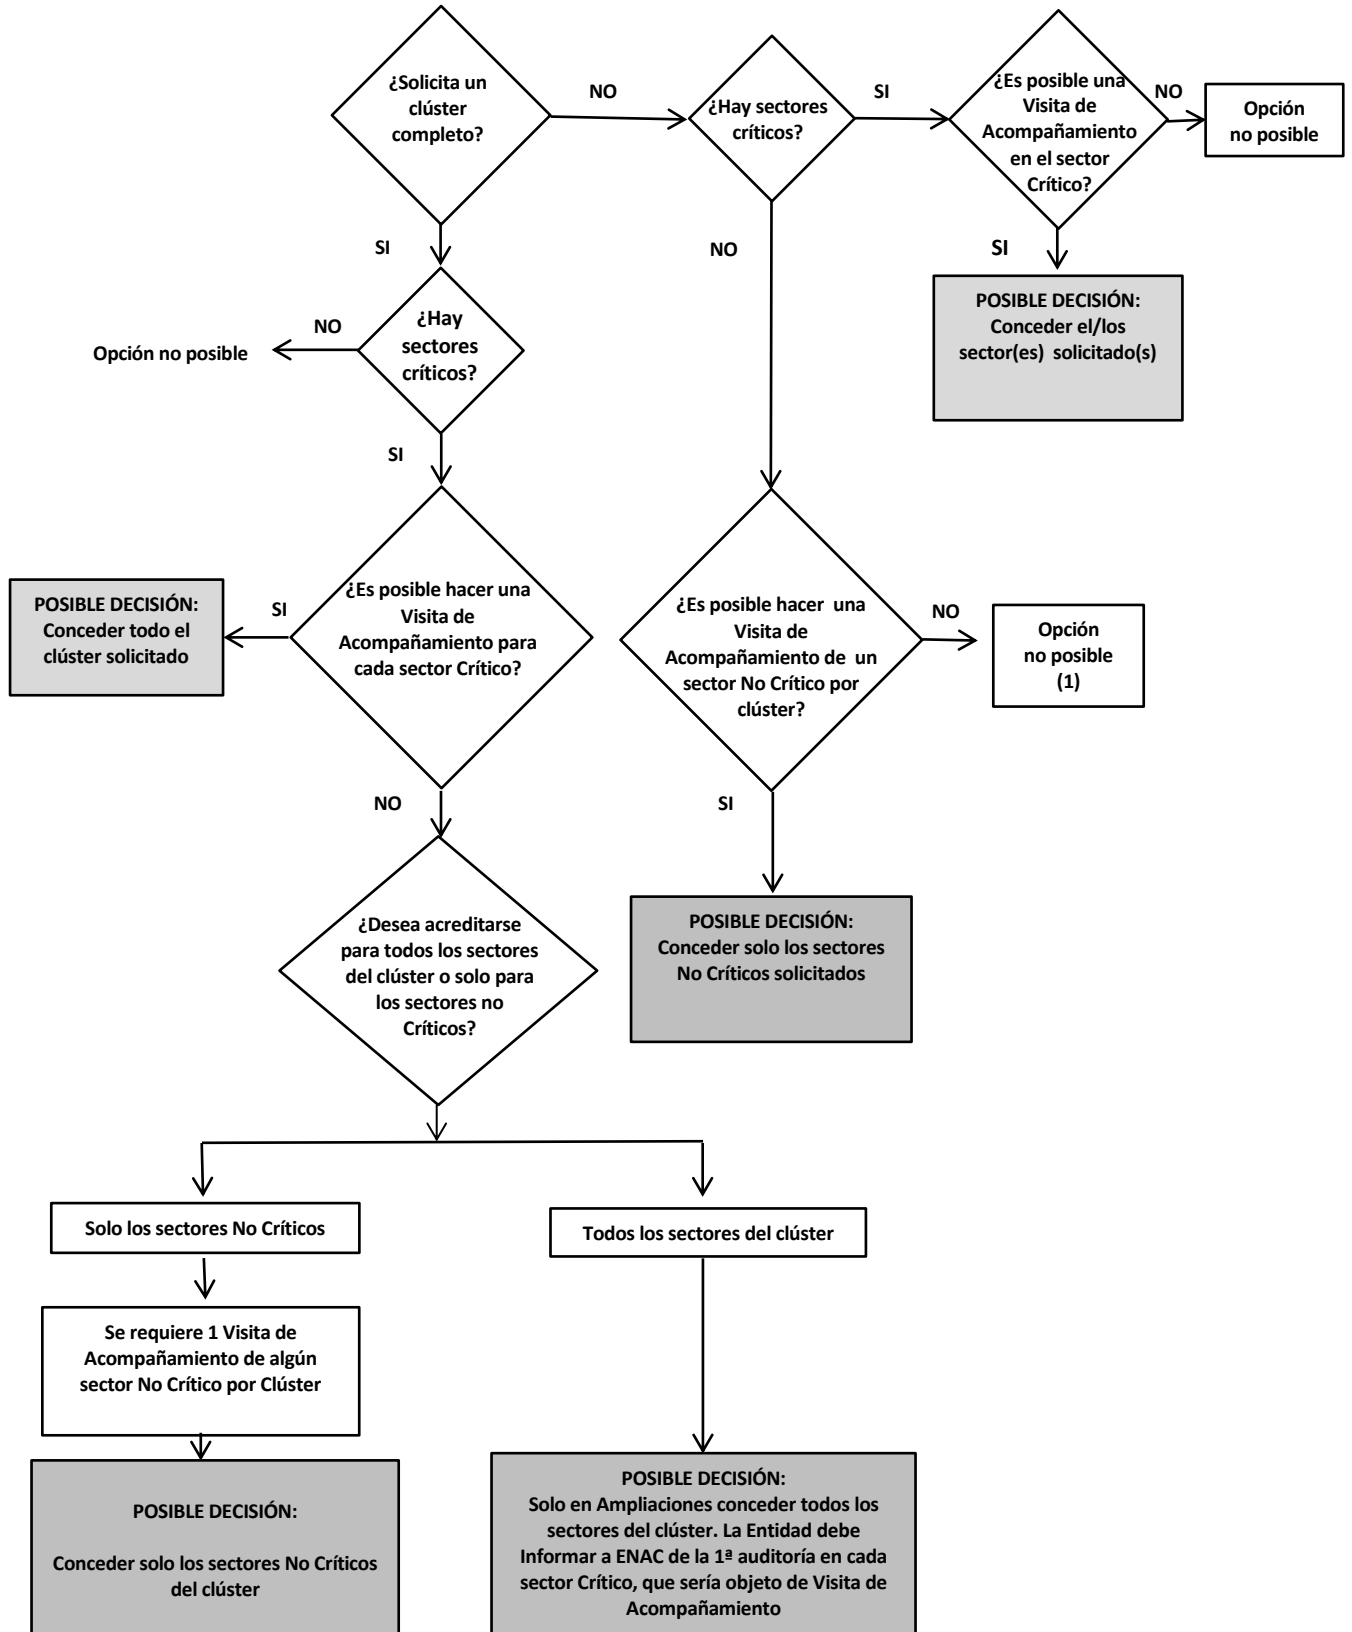 ¿Solicita un
clúster
completo?
NO
¿Hay sectores
críticos?
SI
¿Es posible una
Visita de
Acompañamiento
en el sector
Crítico?
NO
Opción
no posible
SI
NO
SI
POSIBLE DECISIÓN:
Conceder el/los
sector(es) solicitado(s)
¿Hay
sectores
críticos?
NO
Opción no posible
SI
¿Es posible hacer una
Visita de
Acompañamiento para
cada sector Crítico?
SI
POSIBLE DECISIÓN:
Conceder todo el
clúster solicitado
¿Es posible hacer una
Visita de
Acompañamiento de un
sector No Crítico por
clúster?
NO
Opción
no posible
(1)
NO
SI
¿Desea acreditarse
para todos los sectores
del clúster o solo para
los sectores no
Críticos?
POSIBLE DECISIÓN:
Conceder solo los sectores
No Críticos solicitados
Solo los sectores No Críticos
Todos los sectores del clúster
Se requiere 1 Visita de
Acompañamiento de algún
sector No Crítico por Clúster
POSIBLE DECISIÓN:
Conceder solo los sectores No Críticos
del clúster
POSIBLE DECISIÓN:
Solo en Ampliaciones conceder todos los
sectores del clúster. La Entidad debe
Informar a ENAC de la 1ª auditoría en cada
sector Crítico, que sería objeto de Visita de
Acompañamiento